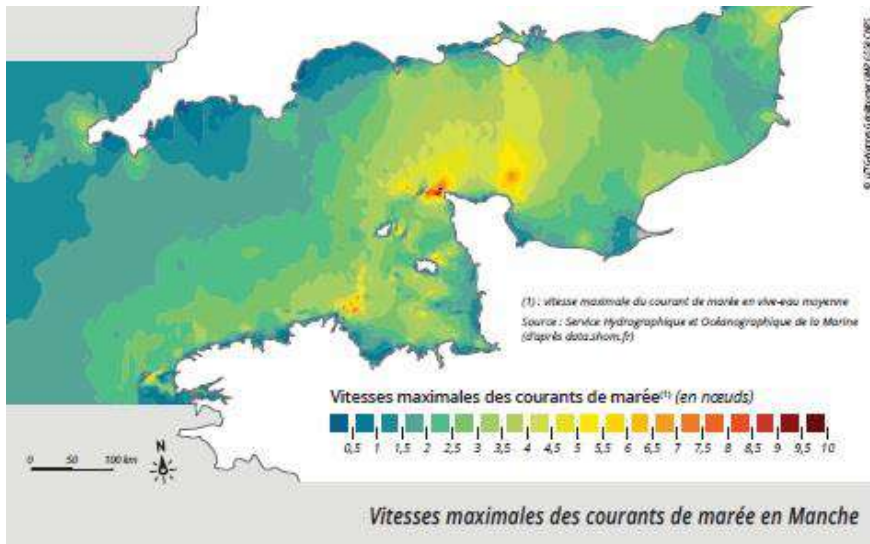 (1) : vitesse maximale du courant de marée en vive-eau moyenne
Source : Service Hydrographique et Océanographique de la Marine
(d'après data.shom.fr)
Vitesses maximales des courants de marée(1) (en nœuds)
0,5 1 1,5 2 2,5 3 3,5 4 4,5 5 5,5 6 6,5 7 7,5 8 8,5 9 9,5 10
0 50 100 km
N
Vitesses maximales des courants de marée en Manche